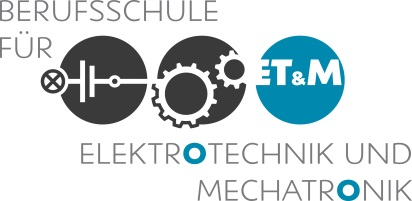 BERUFSSCHULE
FÜR
ET&M
ELEKTROTECHNIK UND
MECHATRONIK